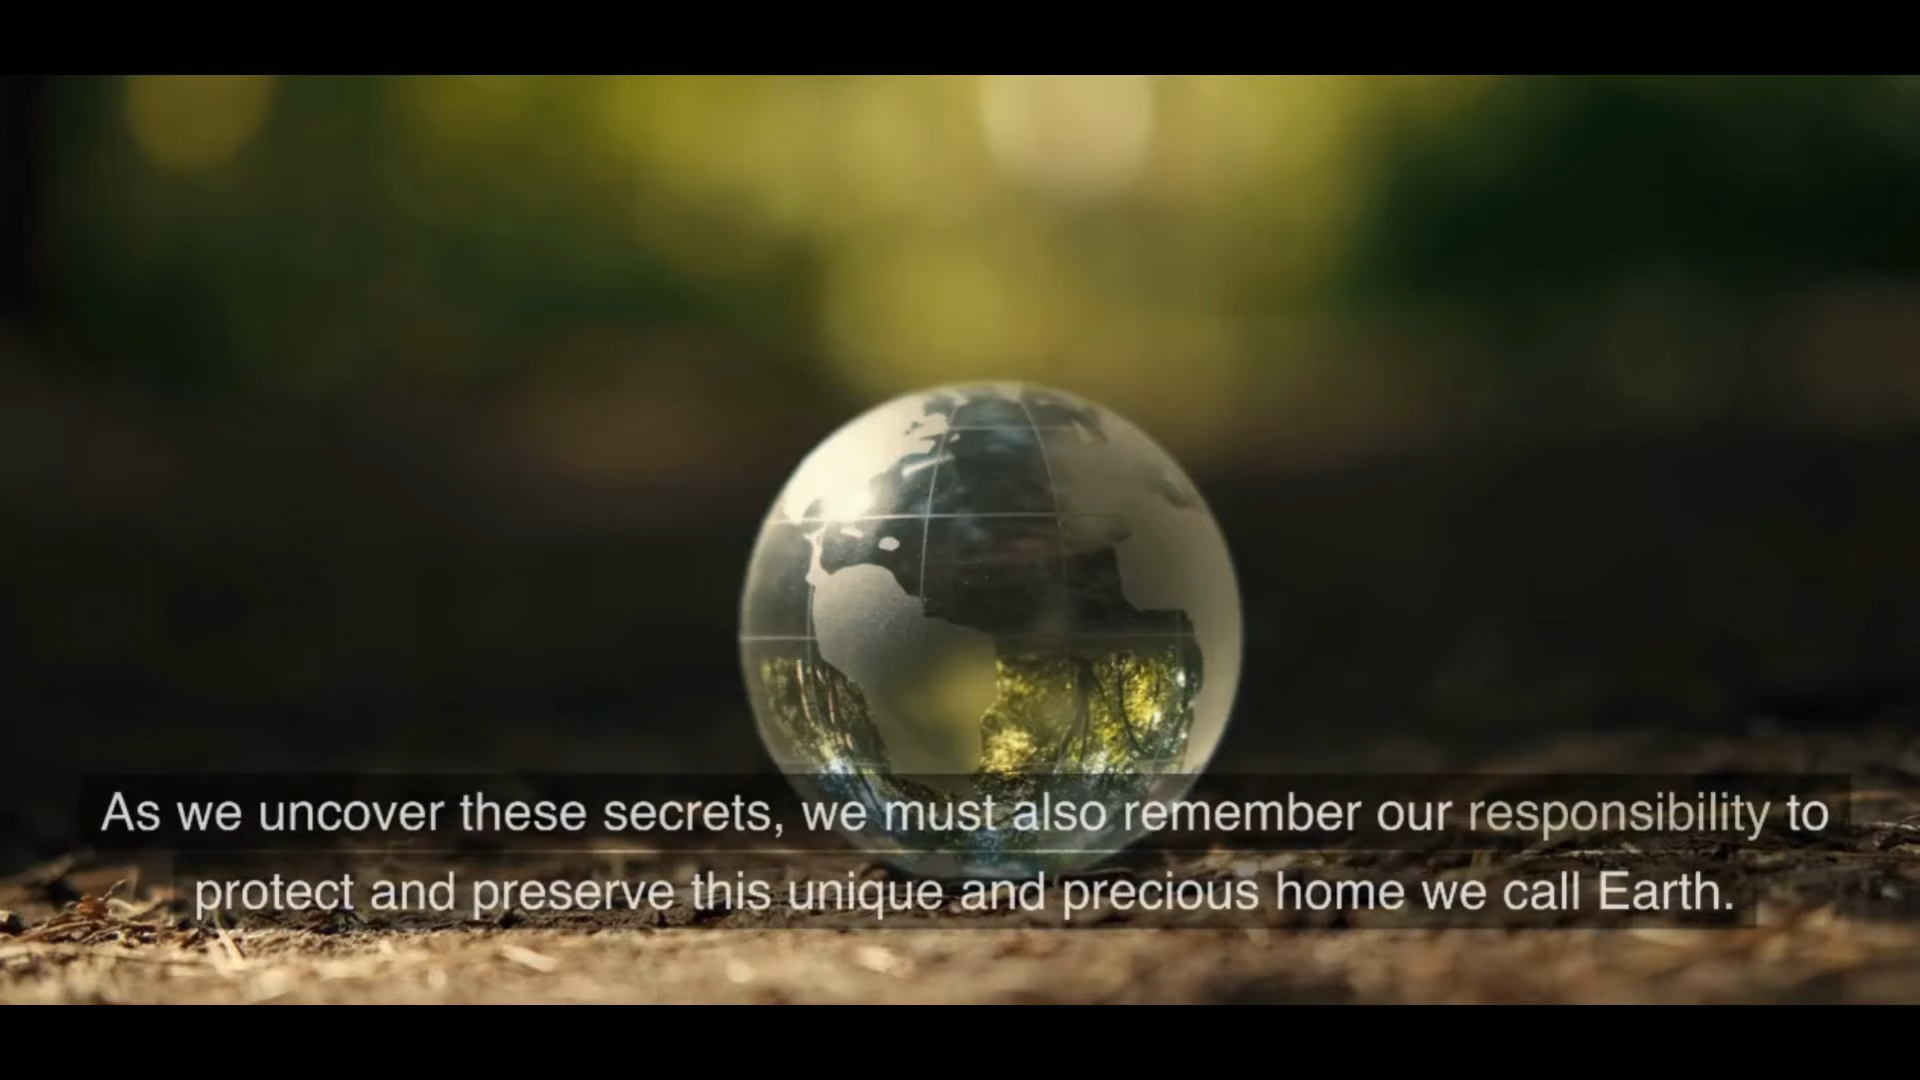 As we uncover these secrets, we must also remember our responsibility to
protect and preserve this unique and precious home we call Earth.